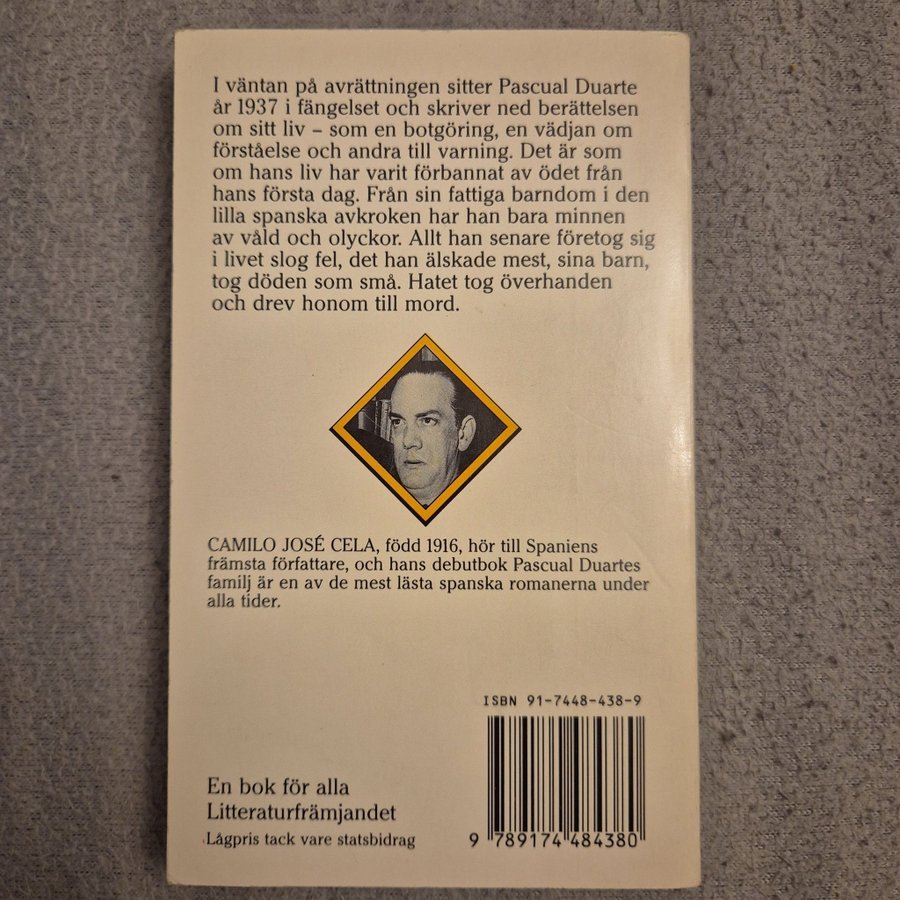 I väntan på avrättningen sitter Pascual Duarte
år 1937 i fängelset och skriver ned berättelsen
om sitt liv – som en botgöring, en vädjan om
förståelse och andra till varning. Det är som
om hans liv har varit förbannat av ödet från
hans första dag. Från sin fattiga barndom i den
lilla spanska avkroken har han bara minnen
av våld och olyckor. Allt han senare företog sig
i livet slog fel, det han älskade mest, sina barn,
tog döden som små. Hatet tog överhanden
och drev honom till mord.
CAMILO JOSÉ CELA, född 1916, hör till Spaniens
främsta författare, och hans debutbok Pascual Duartes
familj är en av de mest lästa spanska romanerna under
alla tider.
ISBN 91-7448-438-9
9 789174 484380
En bok för alla
Litteraturfrämjandet
Lågpris tack vare statsbidrag